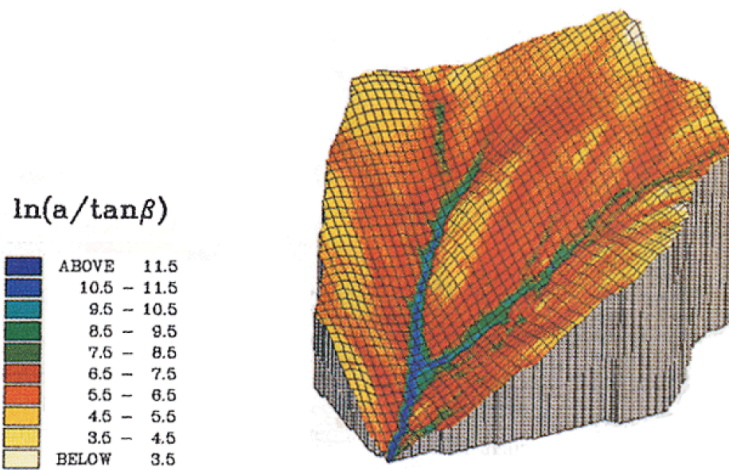 ln(a/tanβ)
ABOVE 11.5
10.5 – 11.5
9.5 – 10.5
8.5 – 9.5
7.5 – 8.5
6.5 – 7.5
5.5 – 6.5
4.5 – 5.5
3.5 – 4.5
BELOW 3.5